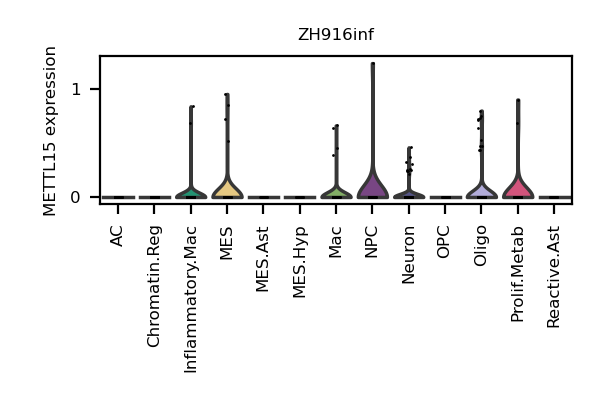 ZH916inf
METTL15 expression
1
0
AC
Chromatin.Reg
Inflammatory.Mac
MES
MES.Ast
MES.Hyp
Mac
NPC
Neuron
OPC
Oligo
Prolif.Metab
Reactive.Ast